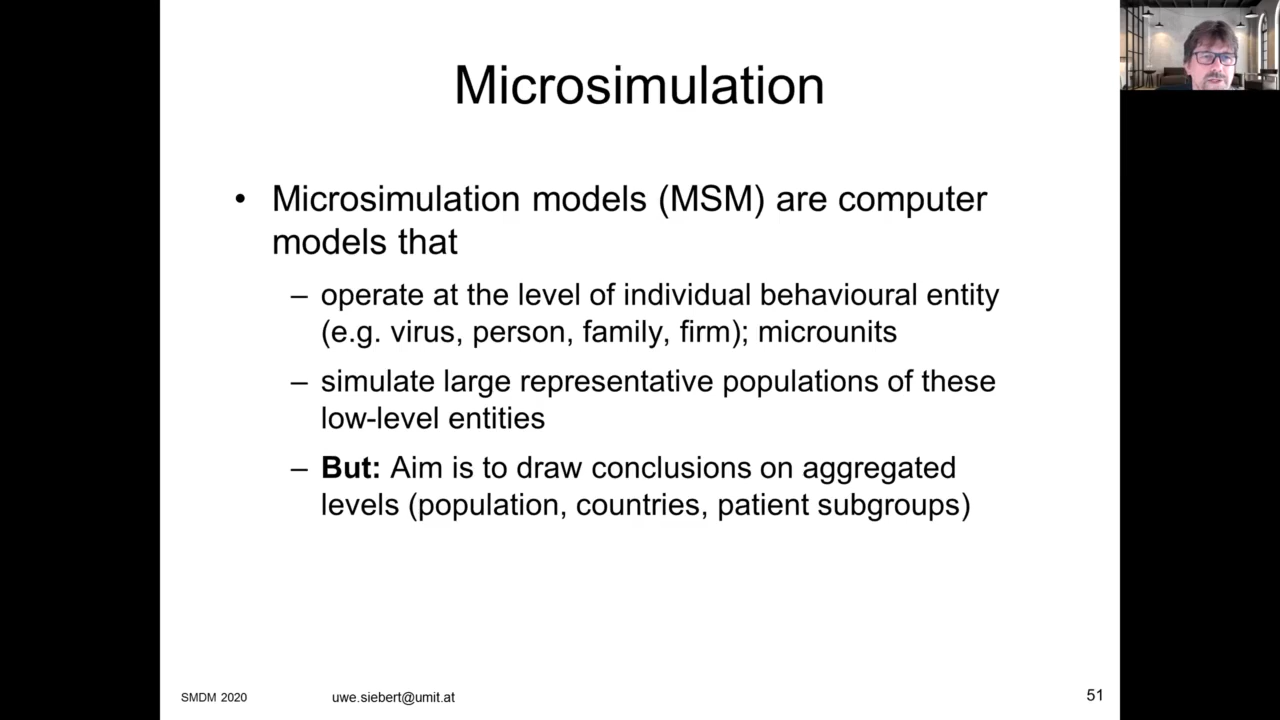 Microsimulation
• Microsimulation models (MSM) are computer
models that
– operate at the level of individual behavioural entity
(e.g. virus, person, family, firm); microunits
– simulate large representative populations of these
low-level entities
– But: Aim is to draw conclusions on aggregated
levels (population, countries, patient subgroups)
SMDM 2020 uwe.siebert@umit.at 51